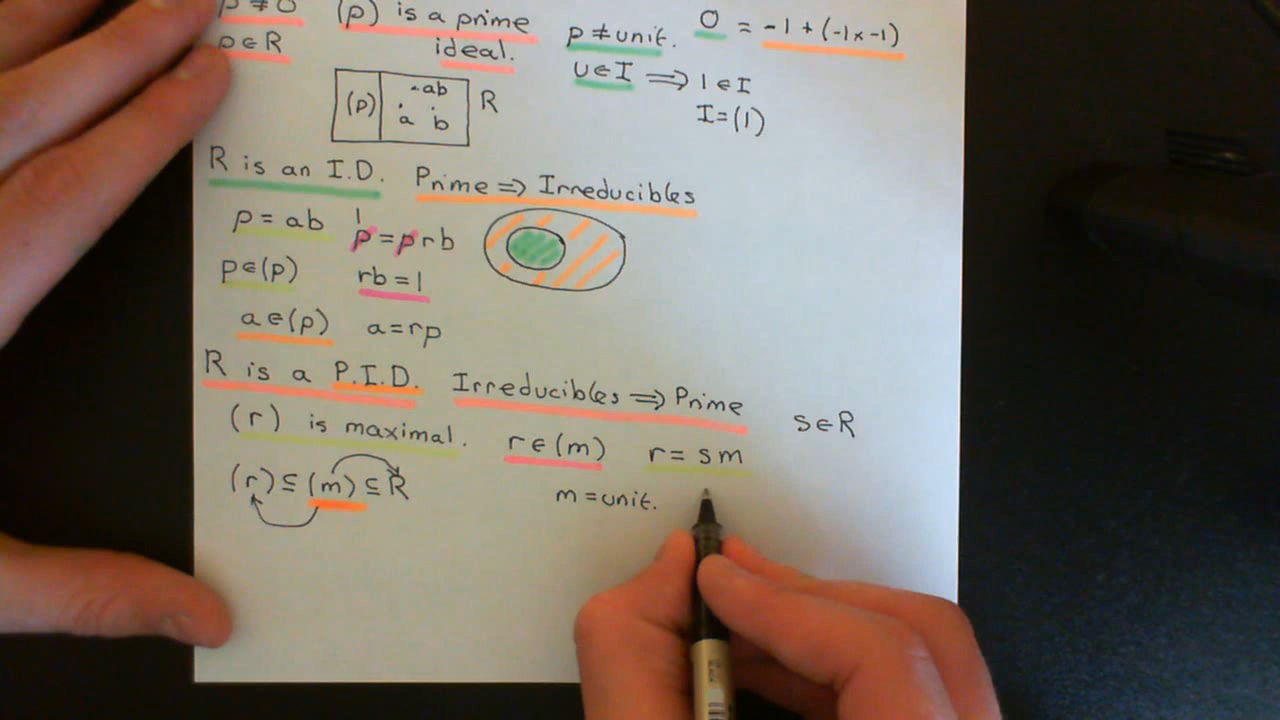 p ≠ 0 (p) is a prime ideal.
p ∈ R
p ≠ unit. 0 = -1 + (-1 x -1)
u ∈ I ⟹ 1 ∈ I
I = (1)
(p) ab a b R
R is an I.D. Prime ⟹ Irreducibles
p = ab 1 p = prb
p ∈ (p) rb = 1
a ∈ (p) a = rp
R is a P.I.D. Irreducibles ⟹ Prime
(r) is maximal. r ∈ (m) r = sm s ∈ R
(r) ⊆ (m) ⊆ R m = unit.